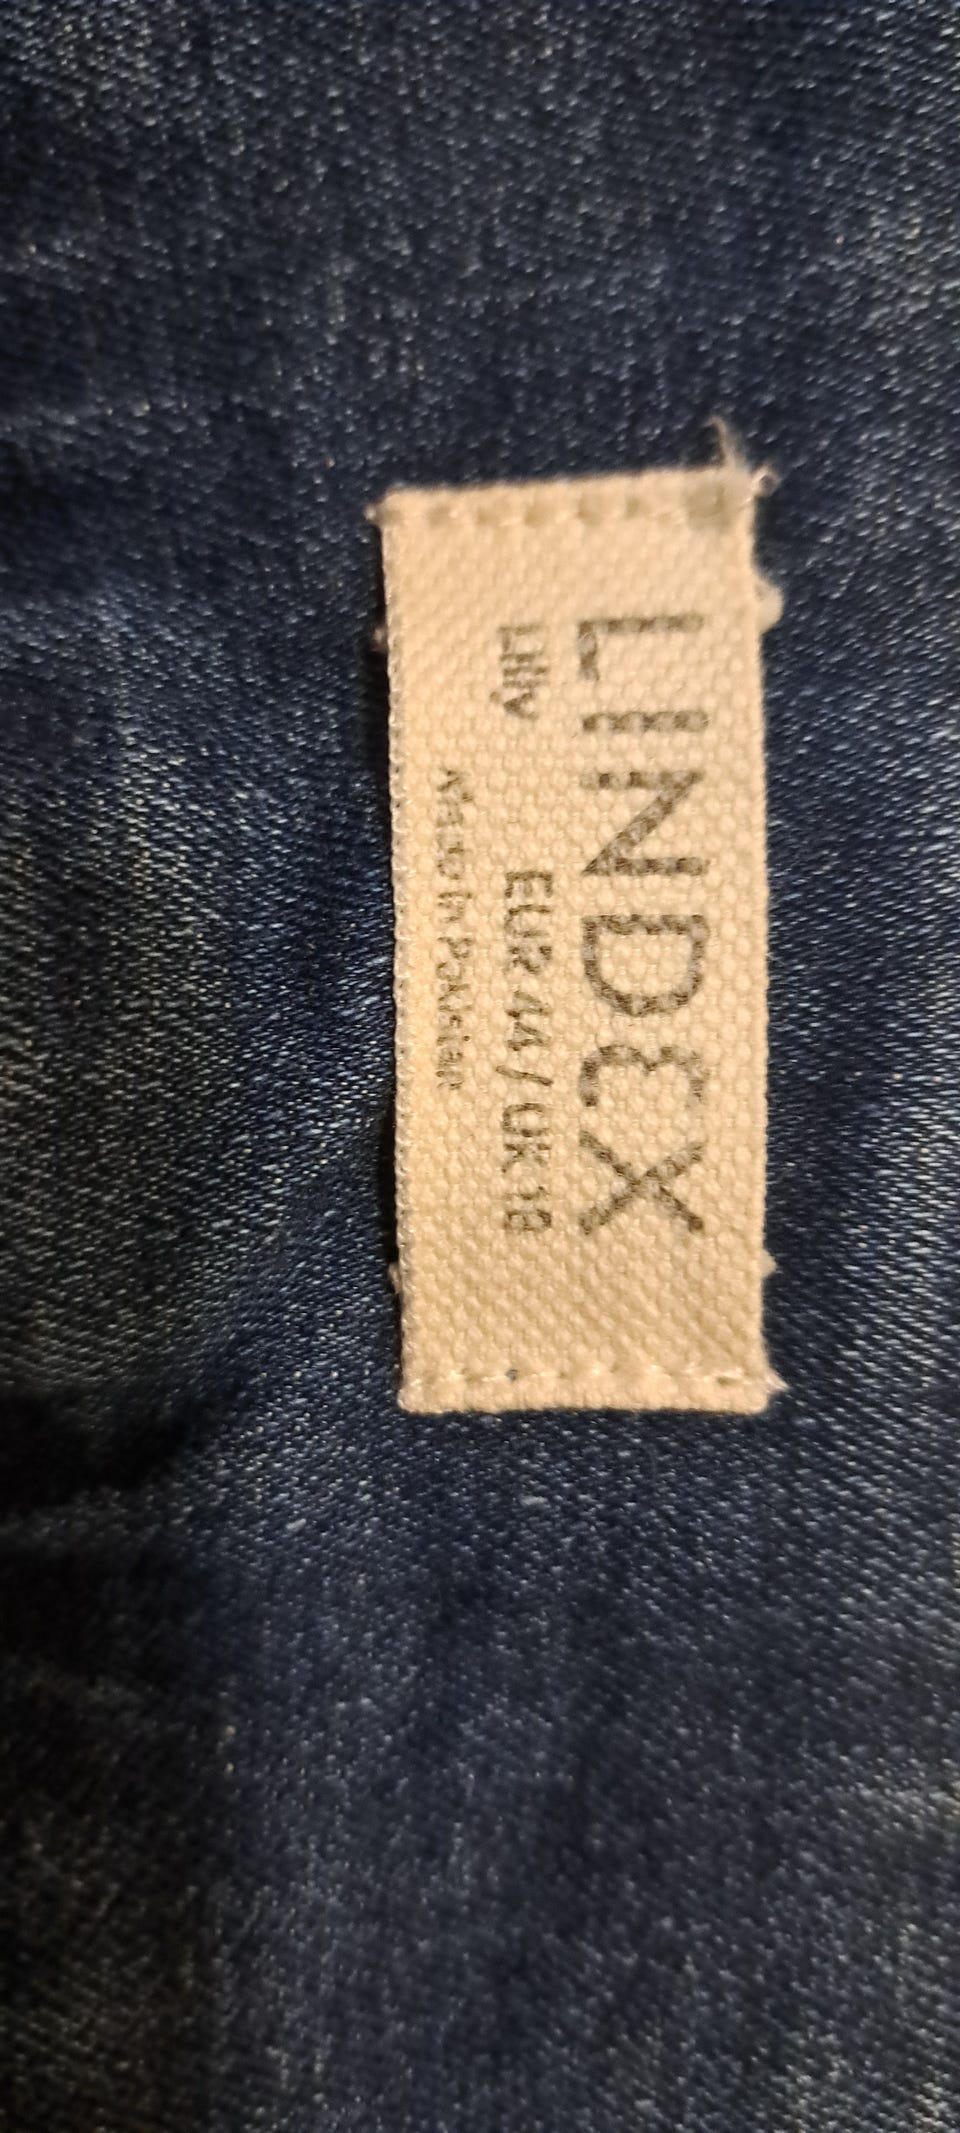 LINDEX
Lilly EUR 44 / UK 18
Made in Pakistan